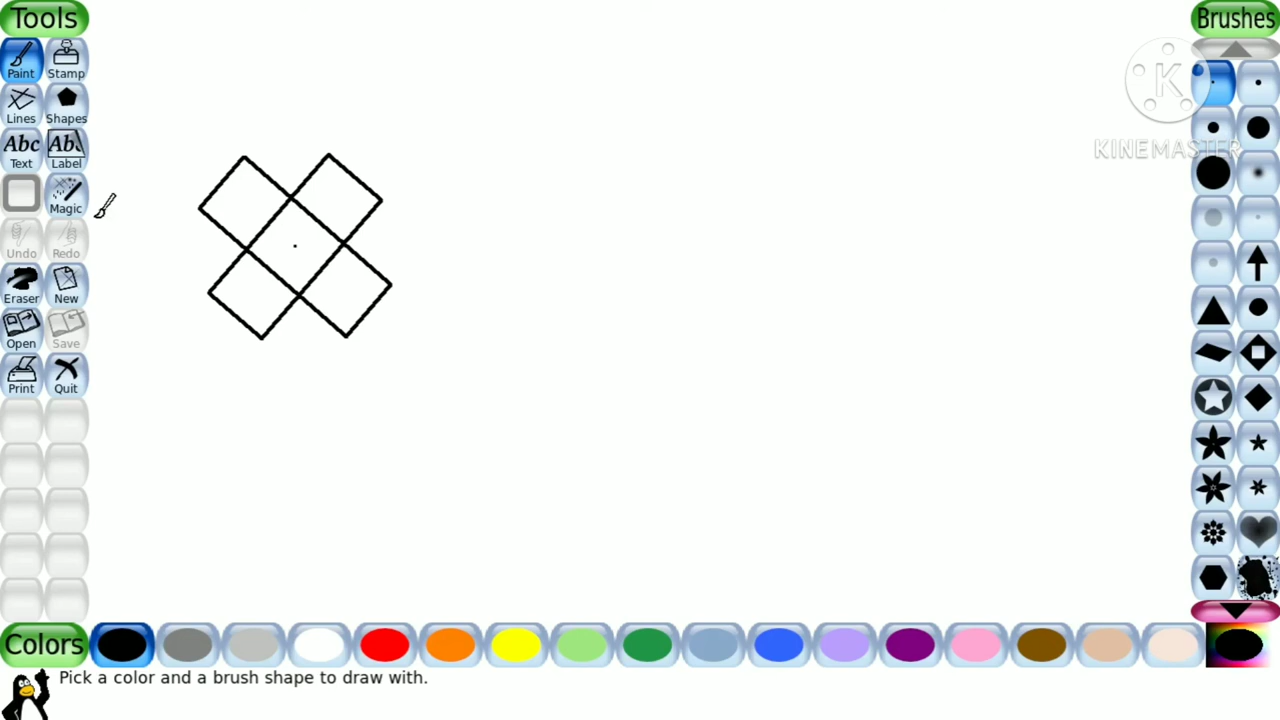 Tools
Brushes
Paint
Stamp
K
Lines
Shapes
Abc
Abc
KINEMASTER
Text
Label
Magic
Undo
Redo
Eraser
New
Open
Save
Print
Quit
Colors
Pick a color and a brush shape to draw with.